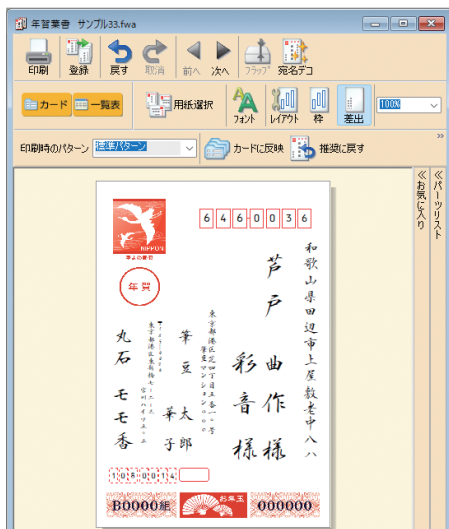 年賀葉書 サンプル33.fwa
印刷
登録
戻す
取消
前へ
次へ
フラップ
宛名デコ
カード
一覧表
用紙選択
フォント
レイアウト
枠
差出
100%
印刷時のパターン
標準パターン
カードに反映
推奨に戻す
»
«パーツリスト
«お気に入り
NIPPON
年賀
6460036
和歌山県田辺市上屋敷老中八八
芦戸 曲作 様
彩音 様
東京都港区芝四丁目五番一二号
筆豆マンション〇〇〇
筆豆 太郎
華子
丸石 モモ香
1080014
お年玉
B0000組
000000